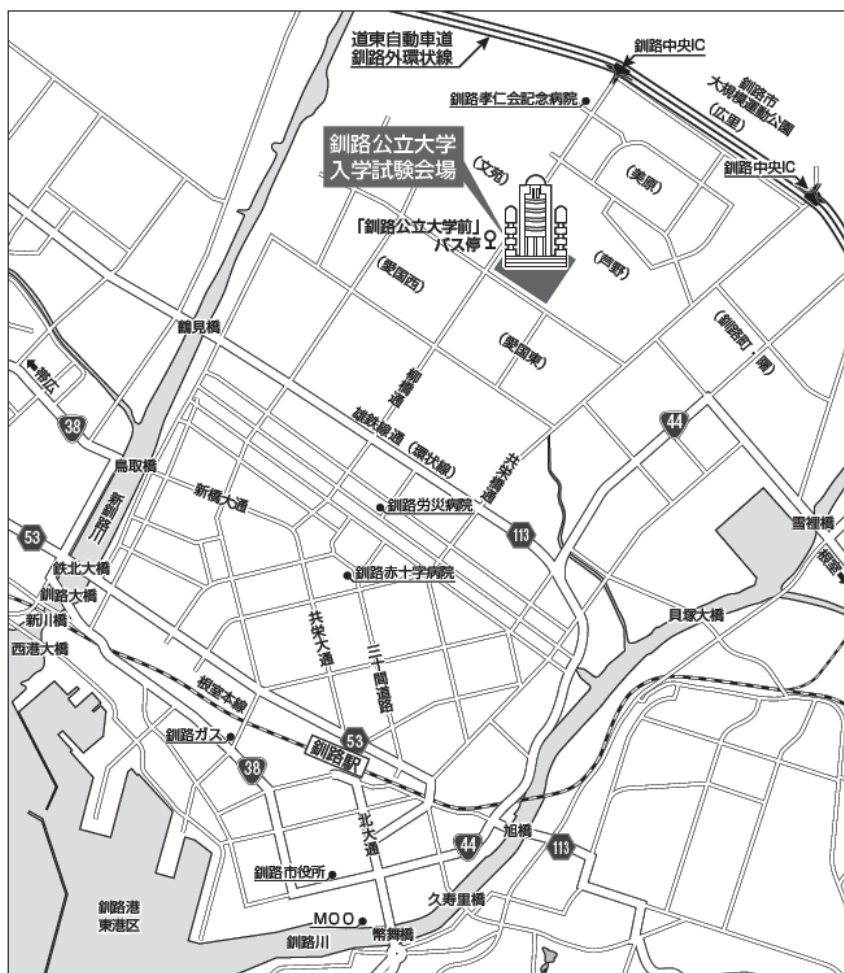 道東自動車道
釧路外環状線
釧路中央IC
釧路市
大規模運動公園
(広里)
釧路孝仁会記念病院
釧路公立大学
入学試験会場
(文苑)
(美原)
釧路中央IC
「釧路公立大学前」
バス停
(芦野)
(愛国西)
(釧路町・曙)
(愛国東)
鶴見橋
帯広
柳橋通
38
雄鉄線通(環状線)
44
共栄橋通
鳥取橋
新釧路川
新橋大通
釧路労災病院
53
113
雪裡橋
根室
鉄北大橋
釧路赤十字病院
釧路大橋
新川橋
西港大橋
貝塚大橋
共栄大通
三十間道路
根室本線
釧路ガス
53
釧路駅
38
北大通
44
旭橋
113
釧路市役所
久寿里橋
釧路港
東港区
MOO
釧路川
幣舞橋